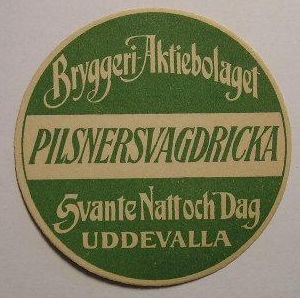 Bryggeri-Aktiebolaget
PILSNERSVAGDRICKA
Svante Natt och Dag
UDDEVALLA